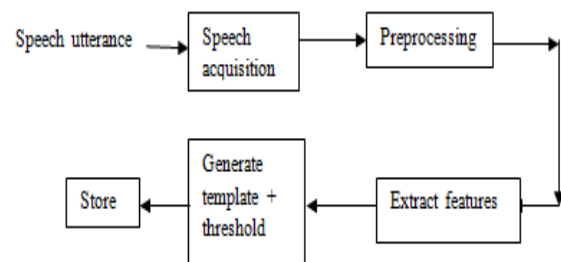 Speech utterance
Speech
acquisition
Preprocessing
Extract features
Generate
template +
threshold
Store